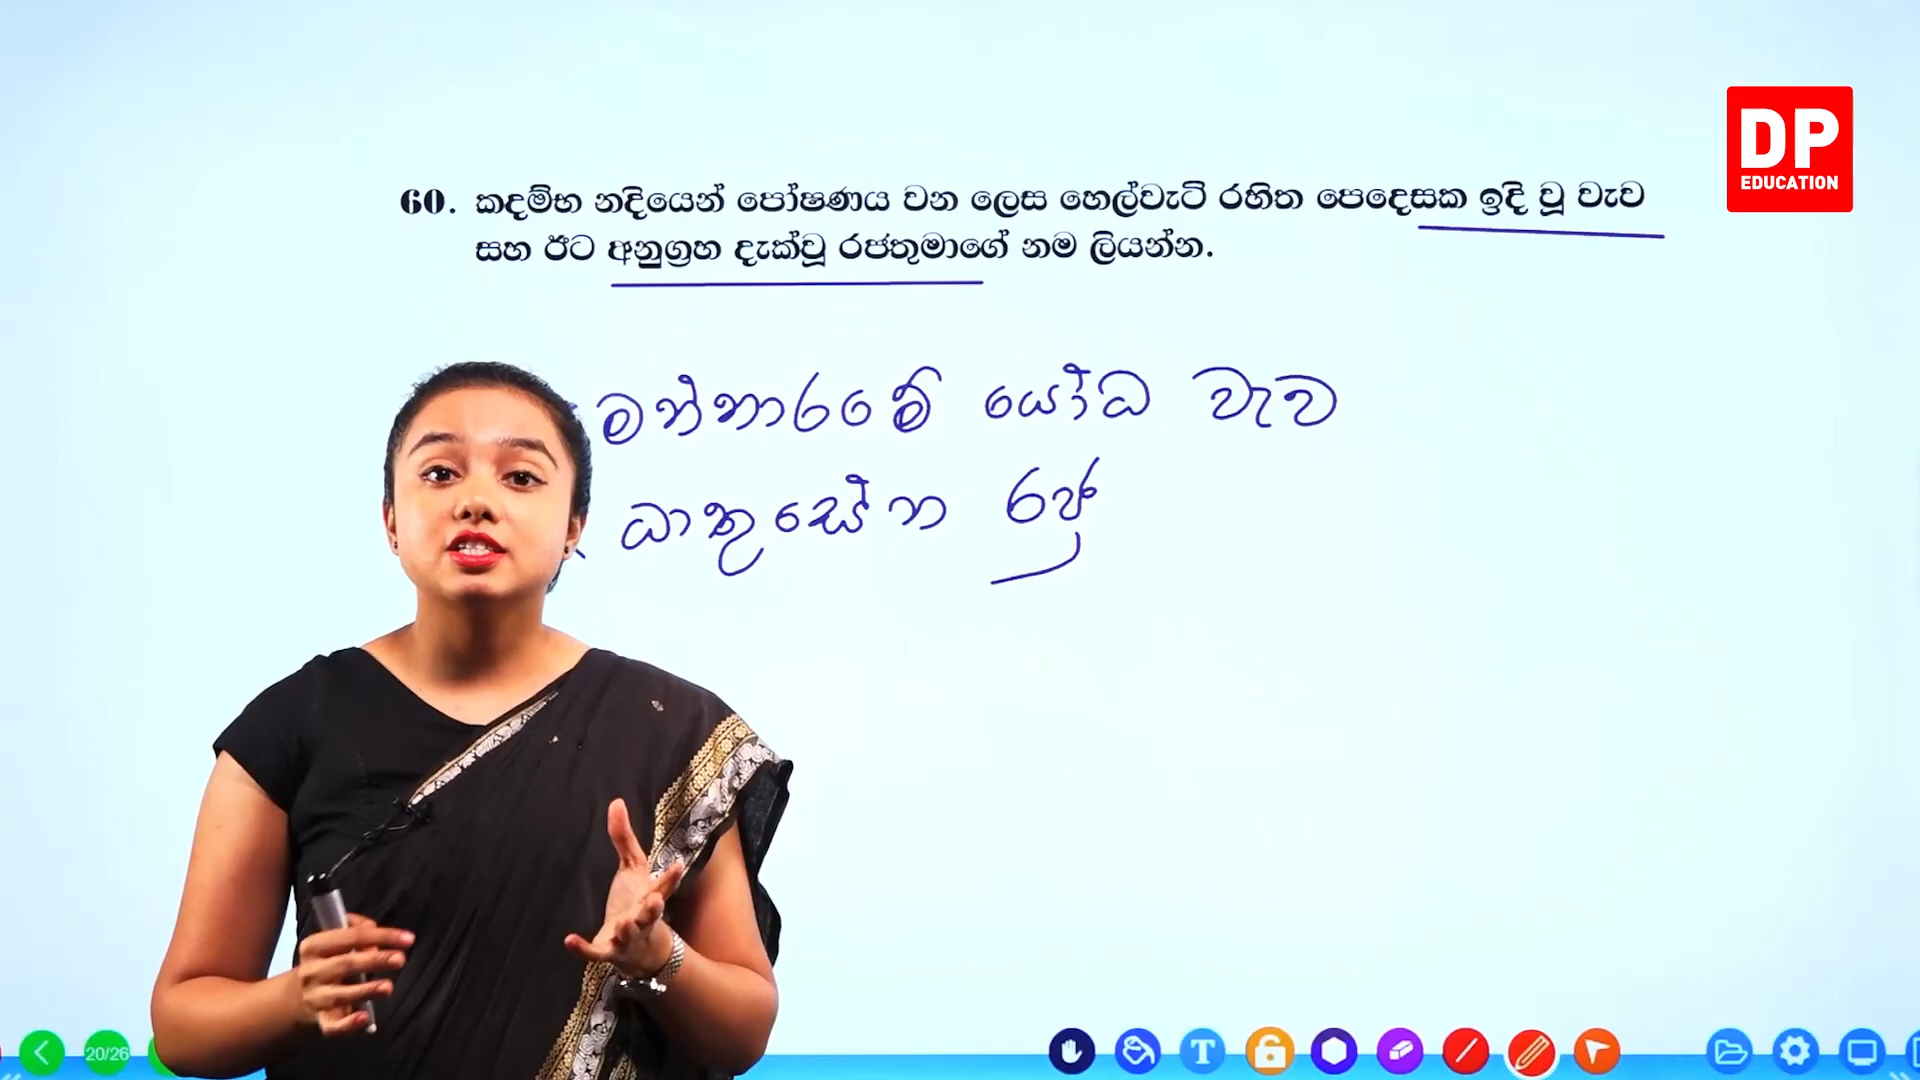 DP
EDUCATION
60. කදම්භ නදියෙන් පෝෂණය වන ලෙස හෙල්වැටි රහිත පෙදෙසක ඉදි වූ වැව
සහ ඊට අනුග්‍රහ දැක්වූ රජතුමාගේ නම ලියන්න.
මන්නාරමේ යෝධ වැව
ධාතුසේන රජු
20/26
T